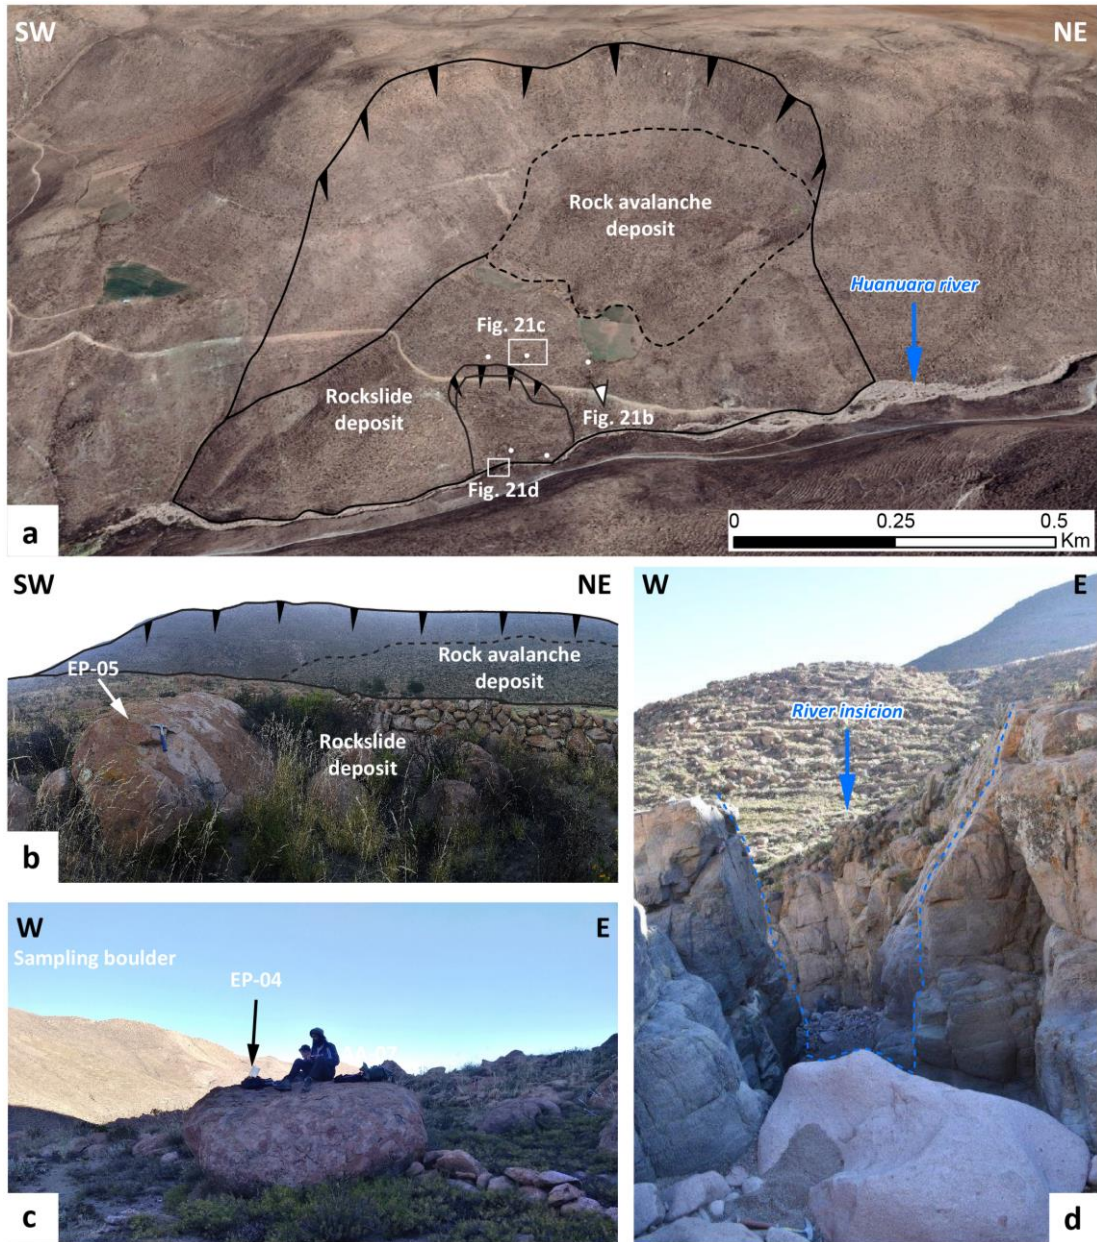 SW
NE
Rock avalanche
deposit
Huanuara river
Fig. 21c
Rockslide
deposit
Fig. 21b
Fig. 21d
a
0
0.25
0.5
Km
SW
NE
EP-05
Rock avalanche
deposit
Rockslide
deposit
b
W
E
Sampling boulder
EP-04
c
W
E
River insicion
d